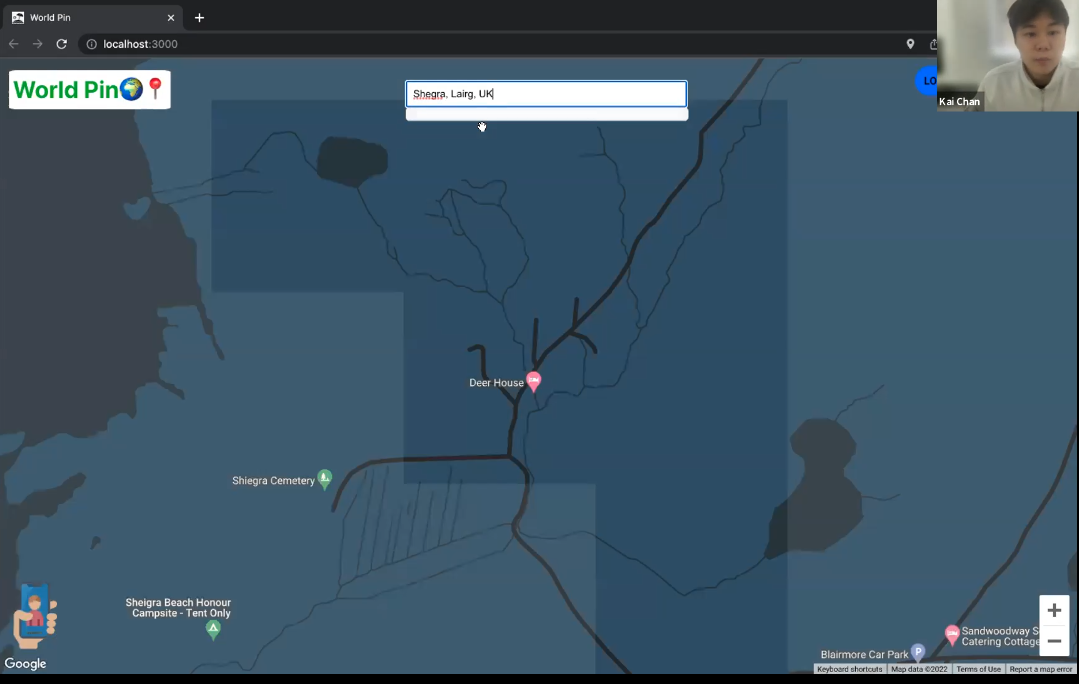 World Pin
localhost:3000
World Pin
Shegra, Lairg, UK
LO
Kai Chan
Deer House
Shiegra Cemetery
Sheigra Beach Honour
Campsite - Tent Only
Sandwoodway S
Catering Cottage
Blairmore Car Park
P
Google
Keyboard shortcuts
Map data ©2022
Terms of Use
Report a map error